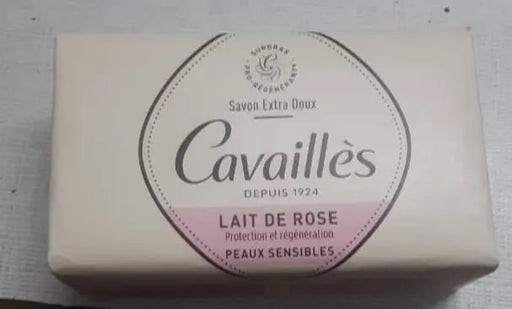 SURGRAS
PRO-RÉGÉNÉRANT
Savon Extra Doux
Cavaillès
DEPUIS 1924
LAIT DE ROSE
Protection et régénération
PEAUX SENSIBLES